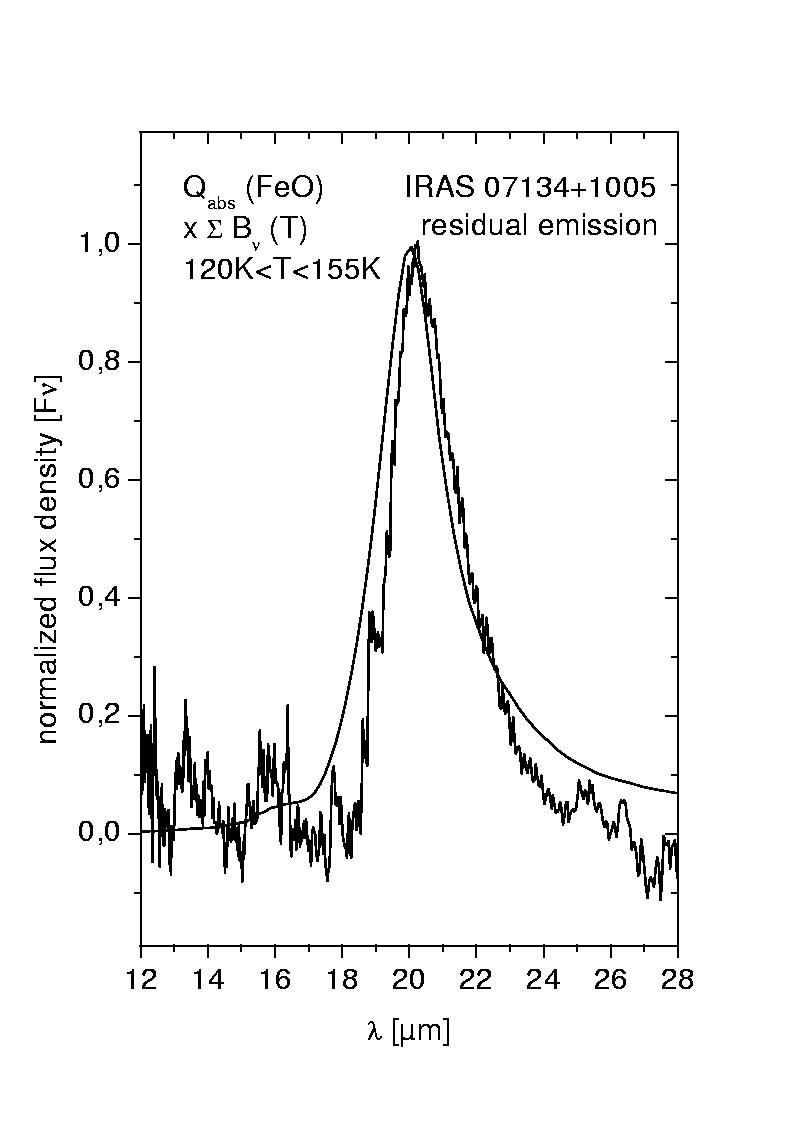 Q_abs (FeO)
x Σ B_ν (T)
120K<T<155K
IRAS 07134+1005
residual emission
normalized flux density [Fν]
1,0
0,8
0,6
0,4
0,2
0,0
12 14 16 18 20 22 24 26 28
λ [μm]